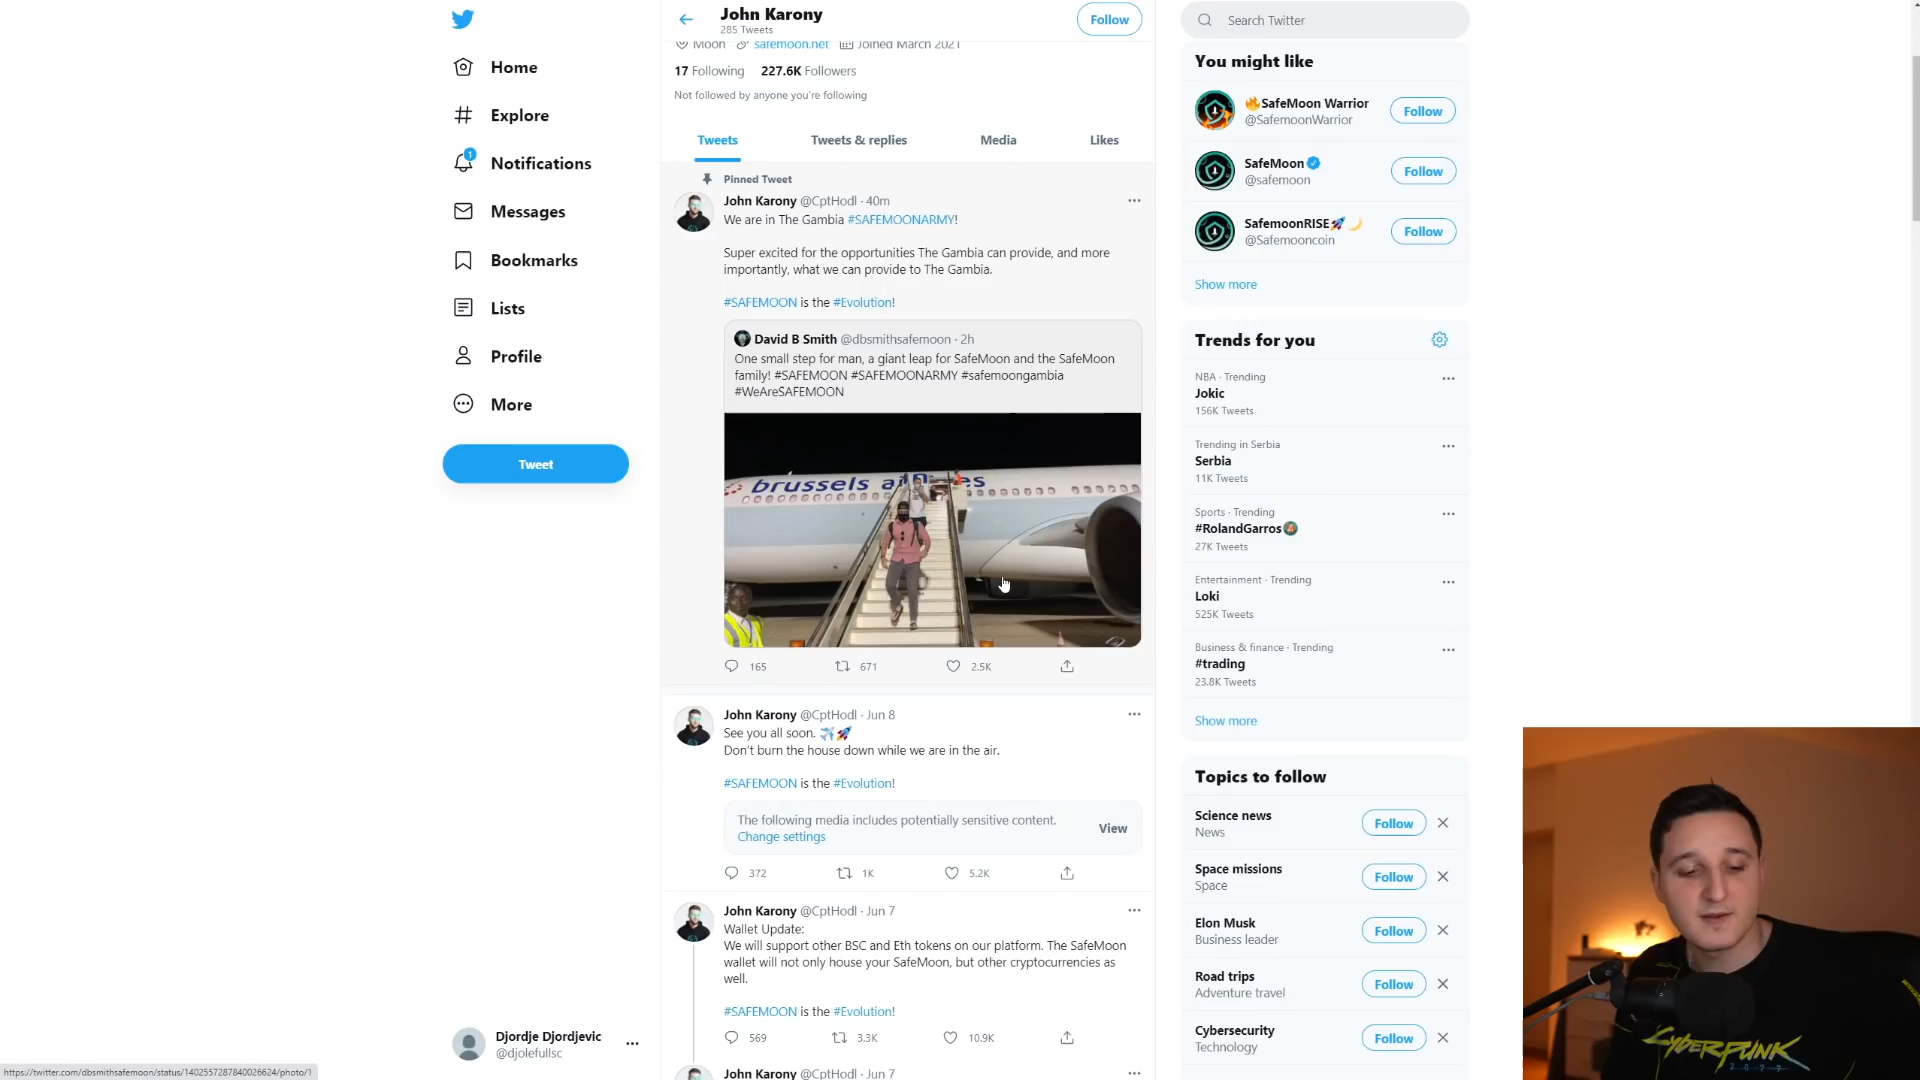 John Karony
285 Tweets
Follow
Moon safemoon.net Joined March 2021
17 Following 227.6K Followers
Not followed by anyone you're following
Tweets Tweets & replies Media Likes
Home
Explore
1
Notifications
Messages
Bookmarks
Lists
Profile
More
Tweet
Djordje Djordjevic
@djolefullsc
https://twitter.com/dbsmithsafemoon/status/1402557287840026624/photo/1
Pinned Tweet
John Karony @CptHodl · 40m
We are in The Gambia #SAFEMOONARMY!
Super excited for the opportunities The Gambia can provide, and more
importantly, what we can provide to The Gambia.
#SAFEMOON is the #Evolution!
David B Smith @dbsmithsafemoon · 2h
One small step for man, a giant leap for SafeMoon and the SafeMoon
family! #SAFEMOON #SAFEMOONARMY #safemoongambia
#WeAreSAFEMOON
brussels
165 671 2.5K
John Karony @CptHodl · Jun 8
See you all soon. ✈️🚀
Don't burn the house down while we are in the air.
#SAFEMOON is the #Evolution!
The following media includes potentially sensitive content.
Change settings
View
372 1K 5.2K
John Karony @CptHodl · Jun 7
Wallet Update:
We will support other BSC and Eth tokens on our platform. The SafeMoon
wallet will not only house your SafeMoon, but other cryptocurrencies as
well.
#SAFEMOON is the #Evolution!
569 3.3K 10.9K
John Karony @CptHodl · Jun 7
Search Twitter
You might like
🔥SafeMoon Warrior
@SafemoonWarrior
Follow
SafeMoon
@safemoon
Follow
SafemoonRISE🚀🌙
@Safemooncoin
Follow
Show more
Trends for you
NBA · Trending
Jokic
156K Tweets
Trending in Serbia
Serbia
11K Tweets
Sports · Trending
#RolandGarros
27K Tweets
Entertainment · Trending
Loki
525K Tweets
Business & finance · Trending
#trading
23.8K Tweets
Show more
Topics to follow
Science news
News
Follow
Space missions
Space
Follow
Elon Musk
Business leader
Follow
Road trips
Adventure travel
Follow
Cybersecurity
Technology
Follow
CYBERPUNK
2077